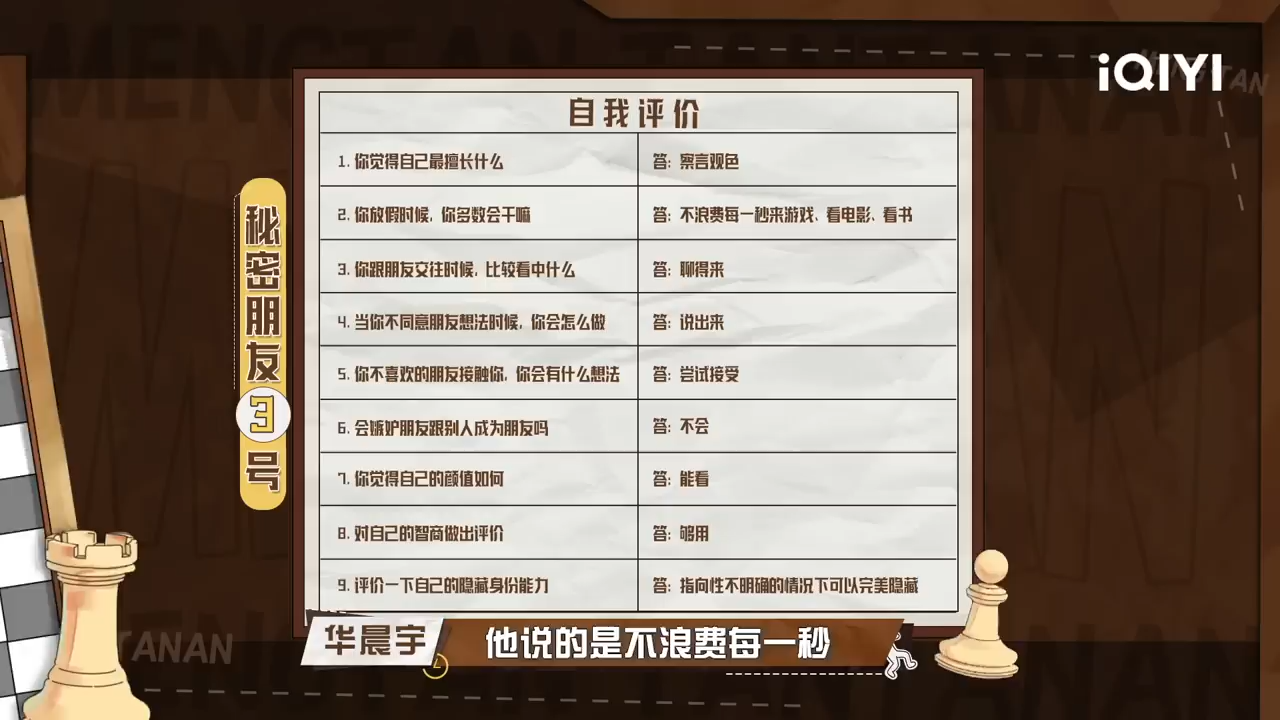 iQIYI
自我评价
1. 你觉得自己最擅长什么
答: 察言观色
2. 你放假时候, 你多数会干嘛
答: 不浪费每一秒来游戏、看电影、看书
3. 你跟朋友交往时候, 比较看中什么
答: 聊得来
4. 当你不同意朋友想法时候, 你会怎么做
答: 说出来
5. 你不喜欢的朋友接触你, 你会有什么想法
答: 尝试接受
6. 会嫉妒朋友跟别人成为朋友吗
答: 不会
7. 你觉得自己的颜值如何
答: 能看
8. 对自己的智商做出评价
答: 够用
9. 评价一下自己的隐藏身份能力
答: 指向性不明确的情况下可以完美隐藏
秘密朋友3号
华晨宇
他说的是不浪费每一秒
TANAN